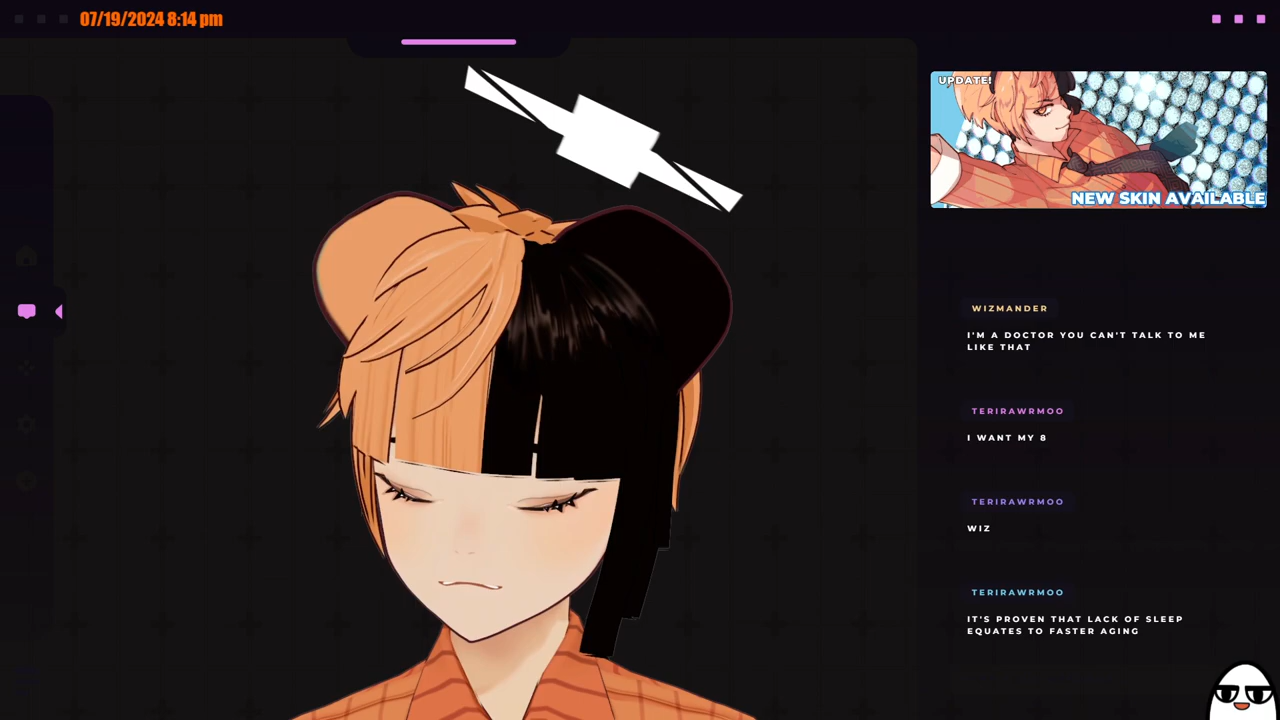 07/19/2024 8:14 pm
UPDATE!
NEW SKIN AVAILABLE
WIZMANDER
I'M A DOCTOR YOU CAN'T TALK TO ME
LIKE THAT
TERIRAWRMOO
I WANT MY 8
TERIRAWRMOO
WIZ
TERIRAWRMOO
IT'S PROVEN THAT LACK OF SLEEP
EQUATES TO FASTER AGING